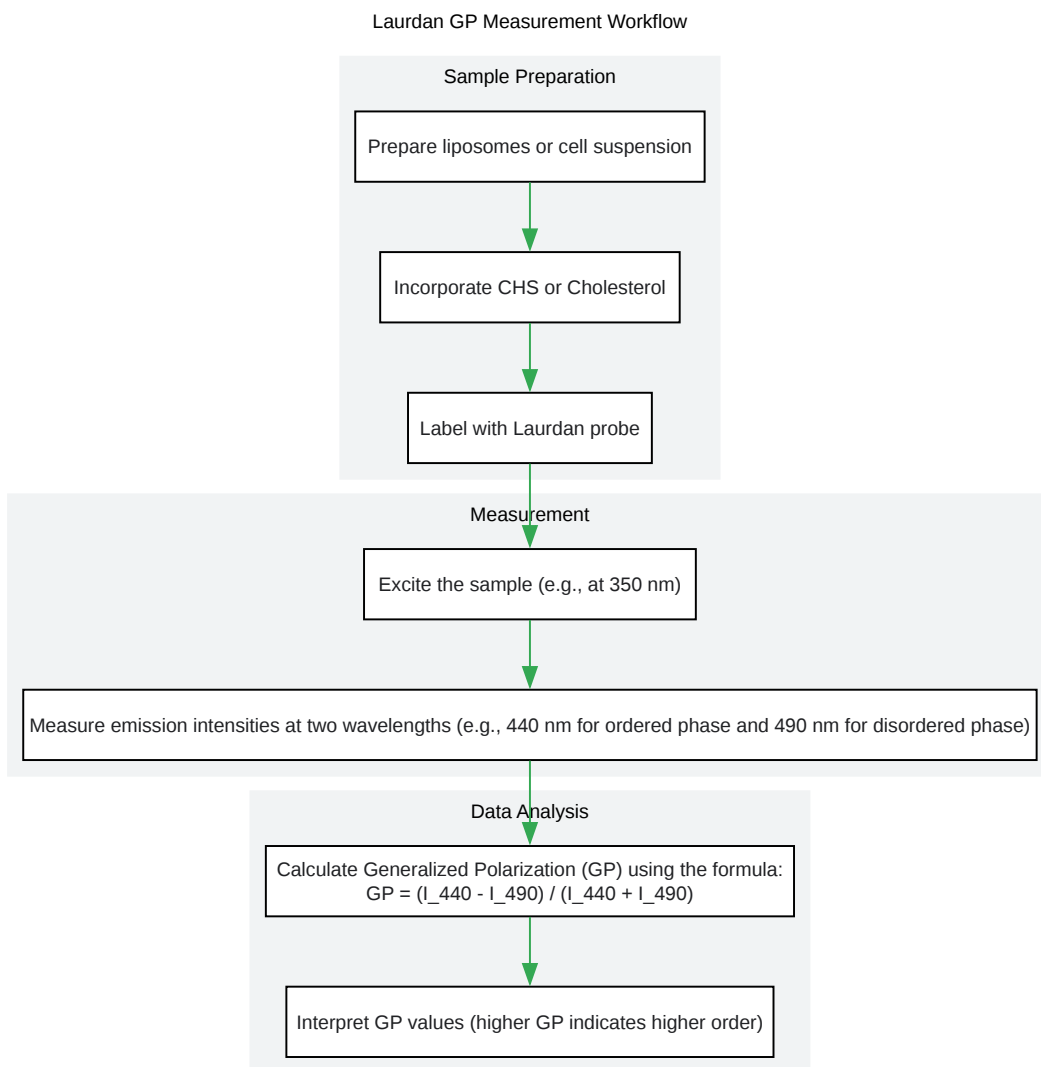 Laurdan GP Measurement Workflow
Sample Preparation
Prepare liposomes or cell suspension
Incorporate CHS or Cholesterol
Label with Laurdan probe
Measurement
Excite the sample (e.g., at 350 nm)
Measure emission intensities at two wavelengths (e.g., 440 nm for ordered phase and 490 nm for disordered phase)
Data Analysis
Calculate Generalized Polarization (GP) using the formula:
GP = (I_440 - I_490) / (I_440 + I_490)
Interpret GP values (higher GP indicates higher order)